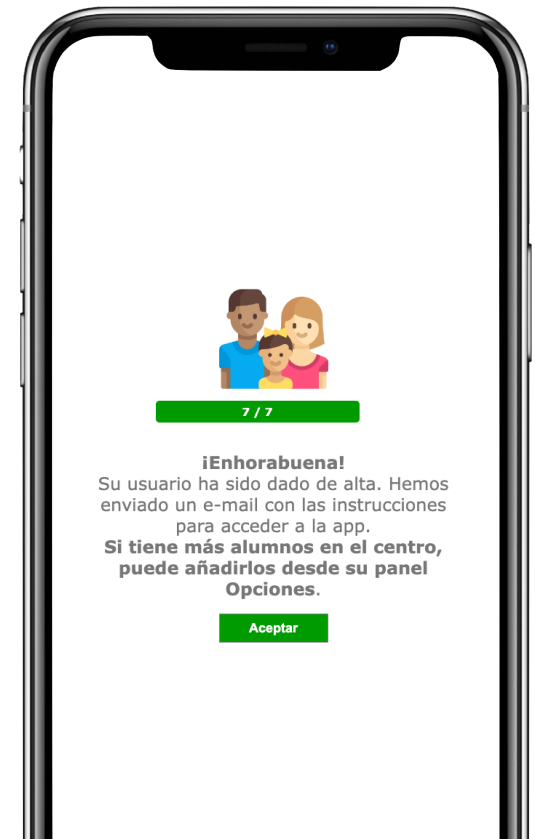 7 / 7
¡Enhorabuena!
Su usuario ha sido dado de alta. Hemos
enviado un e-mail con las instrucciones
para acceder a la app.
Si tiene más alumnos en el centro,
puede añadirlos desde su panel
Opciones.
Aceptar